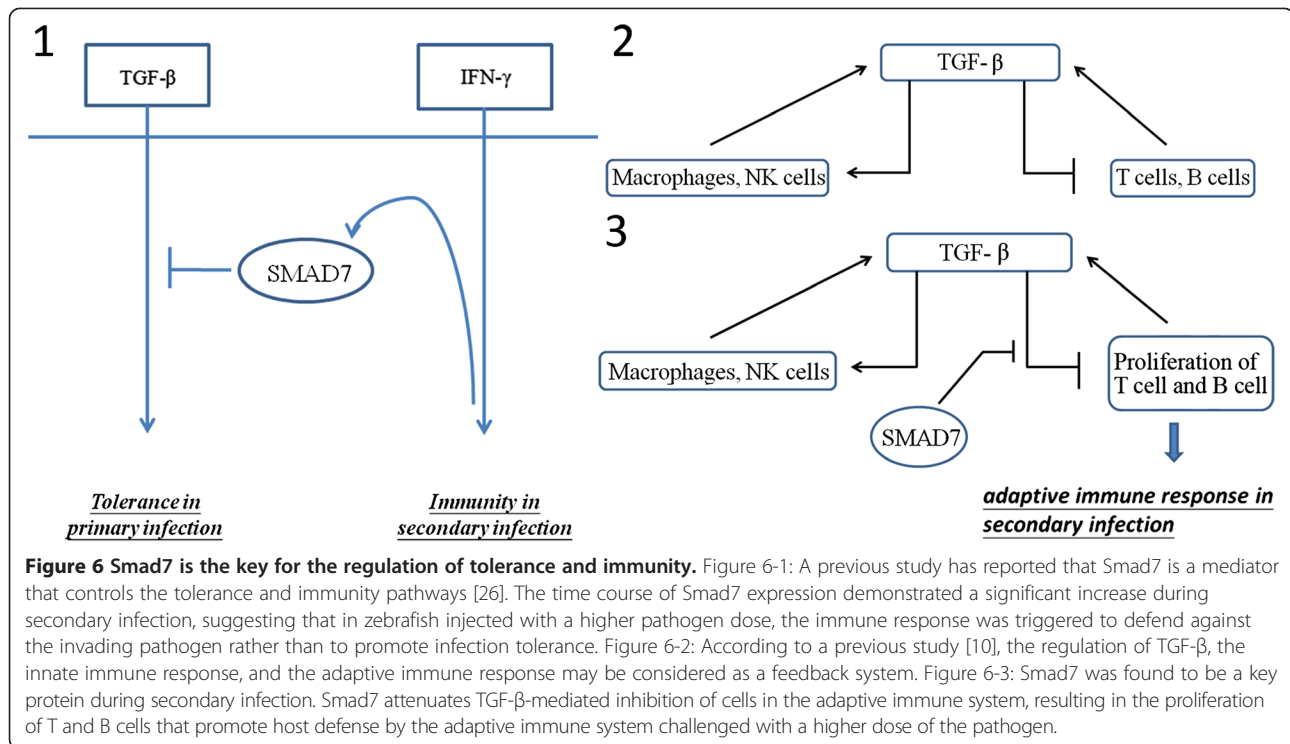 1
TGF-β
IFN-γ
SMAD7
Tolerance in
primary infection
Immunity in
secondary infection
2
TGF- β
Macrophages, NK cells
T cells, B cells
3
TGF- β
Macrophages, NK cells
Proliferation of
T cell and B cell
SMAD7
adaptive immune response in
secondary infection
Figure 6 Smad7 is the key for the regulation of tolerance and immunity. Figure 6-1: A previous study has reported that Smad7 is a mediator
that controls the tolerance and immunity pathways [26]. The time course of Smad7 expression demonstrated a significant increase during
secondary infection, suggesting that in zebrafish injected with a higher pathogen dose, the immune response was triggered to defend against
the invading pathogen rather than to promote infection tolerance. Figure 6-2: According to a previous study [10], the regulation of TGF-β, the
innate immune response, and the adaptive immune response may be considered as a feedback system. Figure 6-3: Smad7 was found to be a key
protein during secondary infection. Smad7 attenuates TGF-β-mediated inhibition of cells in the adaptive immune system, resulting in the proliferation
of T and B cells that promote host defense by the adaptive immune system challenged with a higher dose of the pathogen.